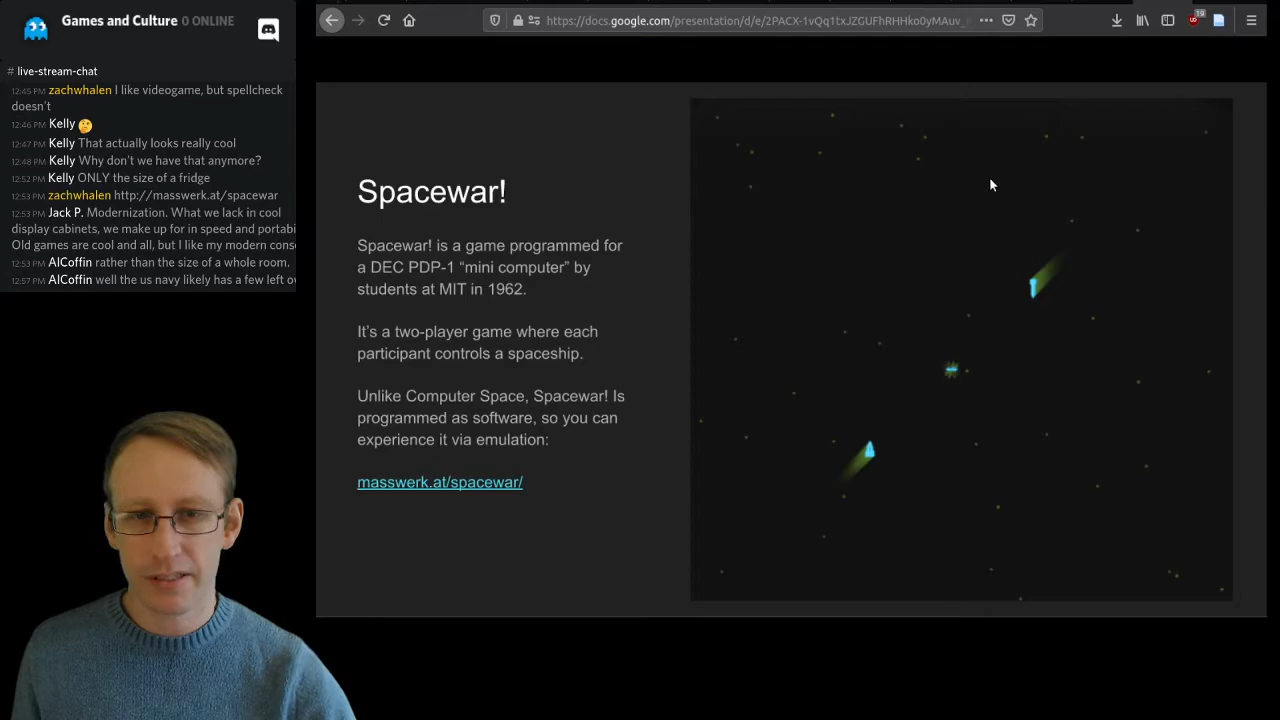 Games and Culture 0 ONLINE
# live-stream-chat
12:45 PM zachwhalen I like videogame, but spellcheck
doesn't
12:46 PM Kelly 🤔
12:47 PM Kelly That actually looks really cool
12:48 PM Kelly Why don't we have that anymore?
12:52 PM Kelly ONLY the size of a fridge
12:53 PM zachwhalen http://masswerk.at/spacewar
12:53 PM Jack P. Modernization. What we lack in cool
display cabinets, we make up for in speed and portabi
Old games are cool and all, but I like my modern cons
12:53 PM AlCoffin rather than the size of a whole room.
12:57 PM AlCoffin well the us navy likely has a few left ov
https://docs.google.com/presentation/d/e/2PACX-1vQq1txJZGUFhRHHko0yMAuv_
19
Spacewar!
Spacewar! is a game programmed for
a DEC PDP-1 “mini computer” by
students at MIT in 1962.
It’s a two-player game where each
participant controls a spaceship.
Unlike Computer Space, Spacewar! Is
programmed as software, so you can
experience it via emulation:
masswerk.at/spacewar/